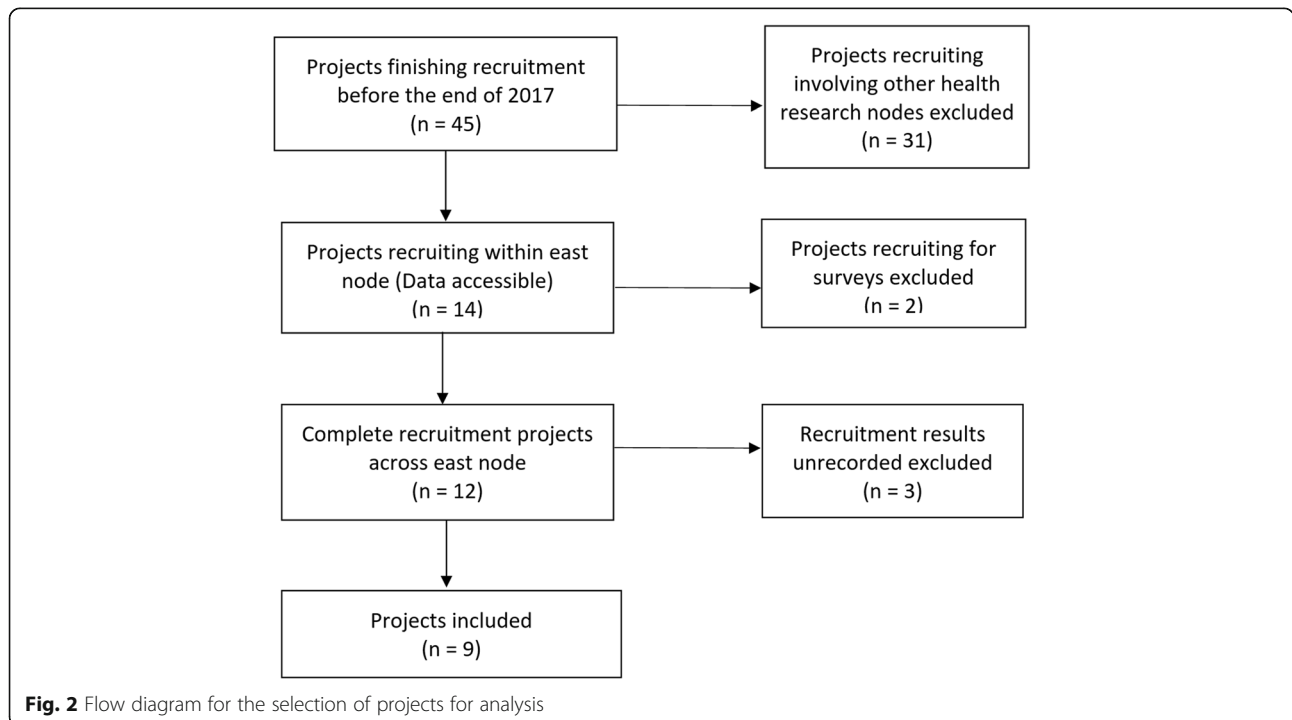 Projects finishing recruitment
before the end of 2017
(n = 45)
Projects recruiting
involving other health
research nodes excluded
(n = 31)
Projects recruiting within east
node (Data accessible)
(n = 14)
Projects recruiting for
surveys excluded
(n = 2)
Complete recruitment projects
across east node
(n = 12)
Recruitment results
unrecorded excluded
(n = 3)
Projects included
(n = 9)
Fig. 2 Flow diagram for the selection of projects for analysis